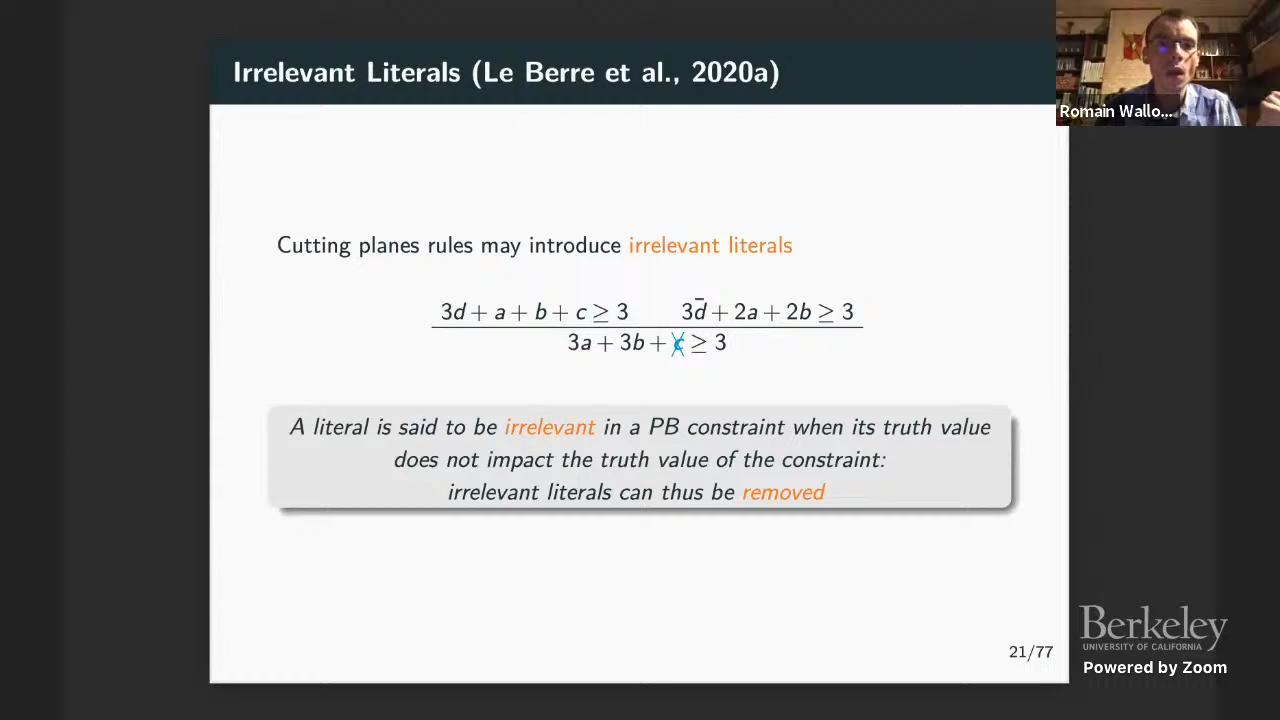 Irrelevant Literals (Le Berre et al., 2020a)
Romain Wallo...
Cutting planes rules may introduce irrelevant literals
3d + a + b + c ≥ 3    3d̄ + 2a + 2b ≥ 3
3a + 3b + c ≥ 3
A literal is said to be irrelevant in a PB constraint when its truth value
does not impact the truth value of the constraint:
irrelevant literals can thus be removed
21/77
Berkeley
UNIVERSITY OF CALIFORNIA
Powered by Zoom